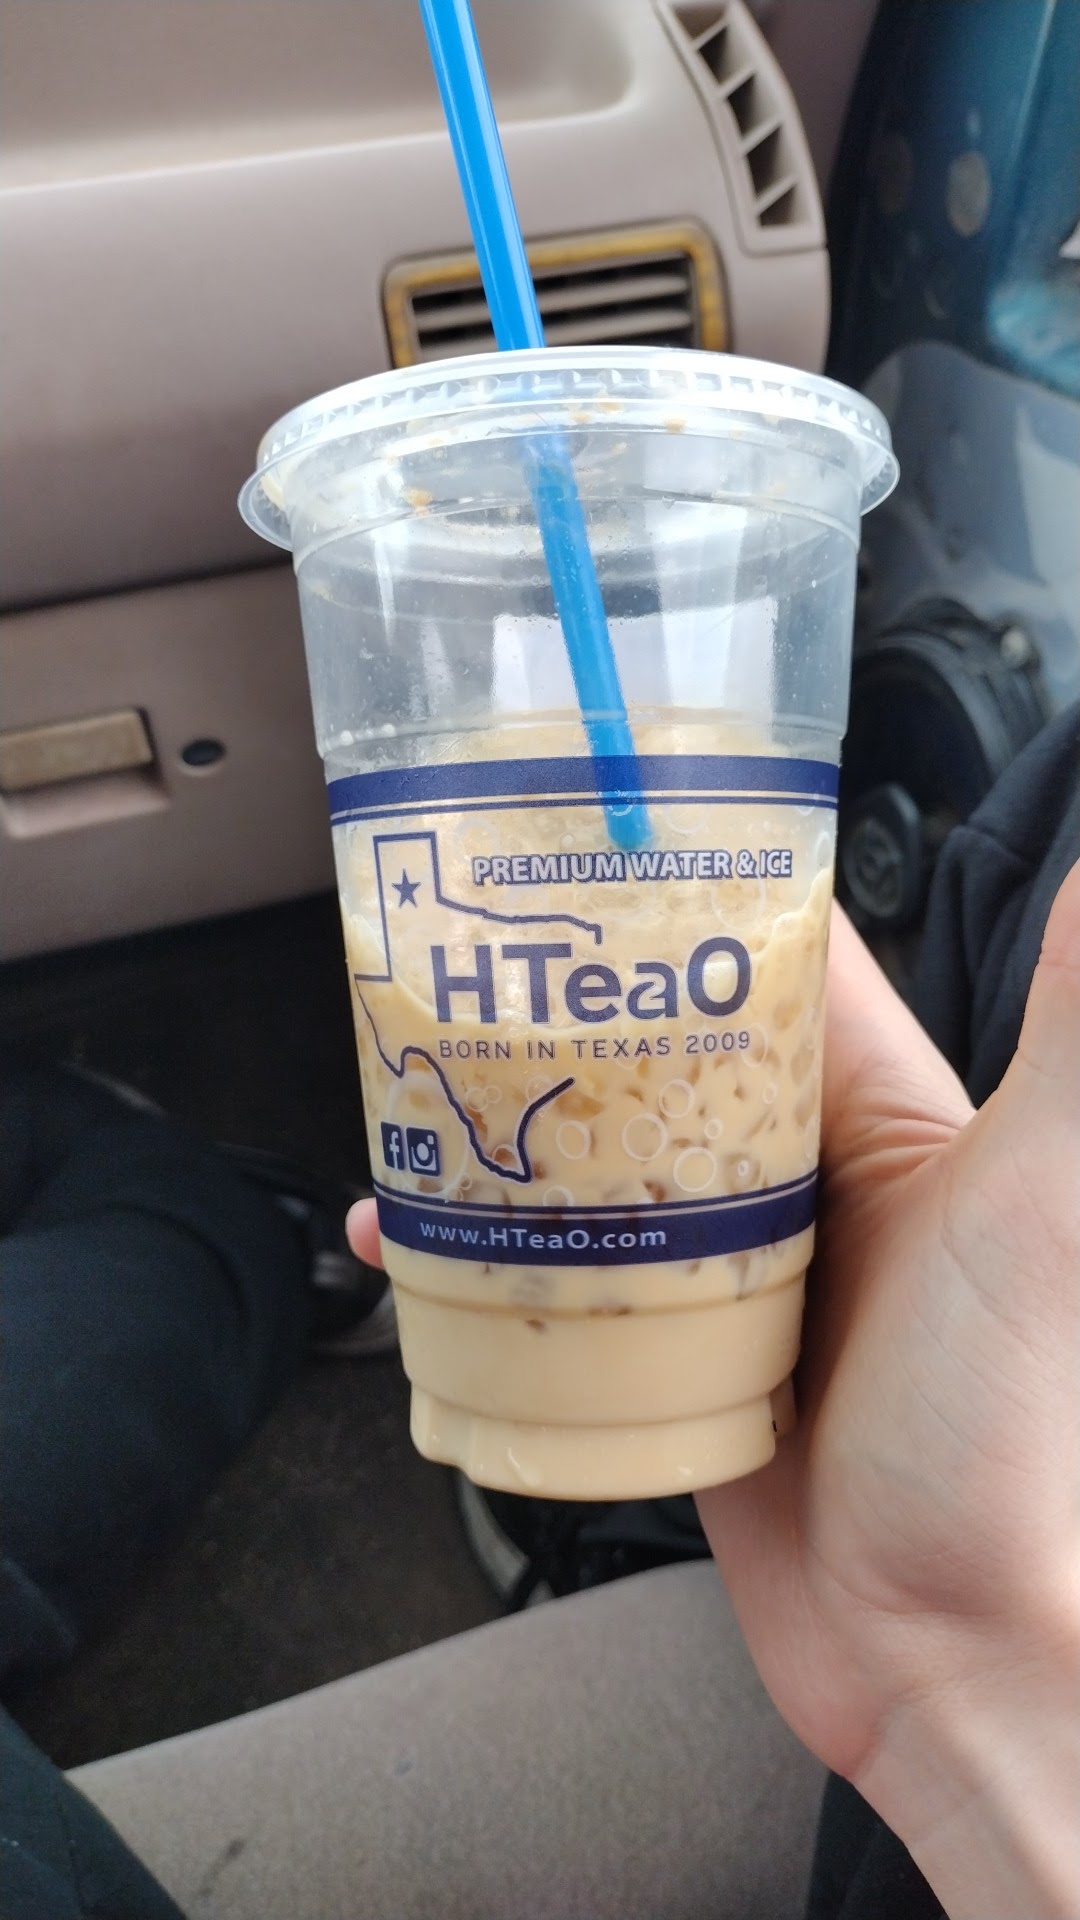 PREMIUM WATER & ICE
HTeaO
BORN IN TEXAS 2009
f
www.HTeaO.com